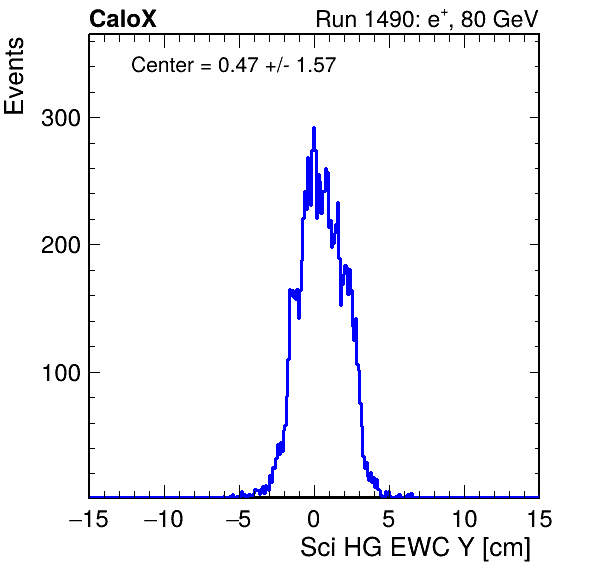 CaloX Run 1490: e⁺, 80 GeV
Events
Center = 0.47 +/- 1.57
300
200
100
−15 −10 −5 0 5 10 15
Sci HG EWC Y [cm]